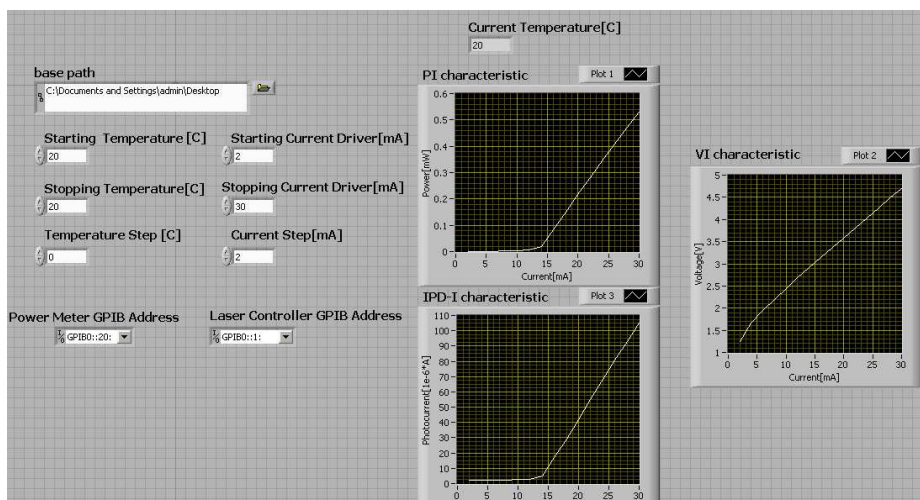 Current Temperature[C]
20
base path
C:\Documents and Settings\admin\Desktop
Starting Temperature [C]
20
Starting Current Driver[mA]
2
Stopping Temperature[C]
20
Stopping Current Driver[mA]
30
Temperature Step [C]
0
Current Step[mA]
2
Power Meter GPIB Address
GPIB0::20:
Laser Controller GPIB Address
GPIB0::1:
PI characteristic
Plot 1
Power[mW]
0.6
0.5
0.4
0.3
0.2
0.1
0
0 5 10 15 20 25 30
Current[mA]
IPD-I characteristic
Plot 3
Photocurrent[1e-6*A]
110
100
90
80
70
60
50
40
30
20
10
0
0 5 10 15 20 25 30
VI characteristic
Plot 2
Voltage[V]
5
4.5
4
3.5
3
2.5
2
1.5
1
0 5 10 15 20 25 30
Current[mA]